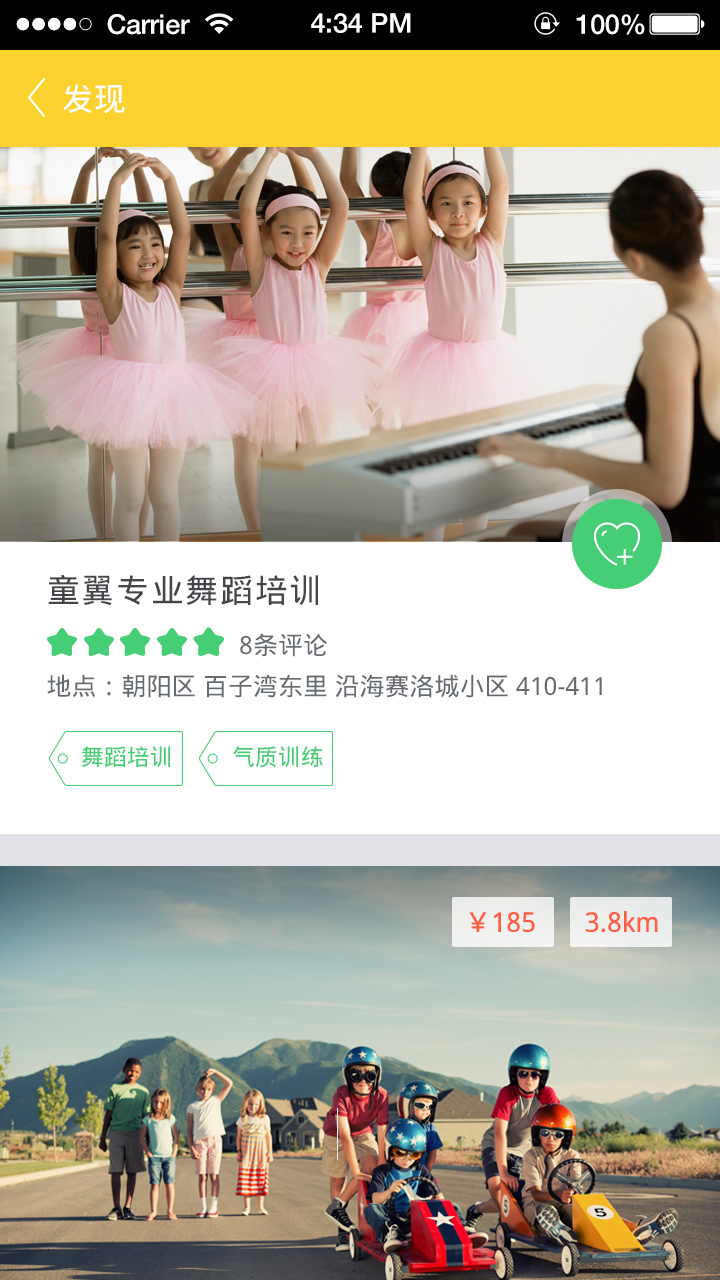 Carrier 4:34 PM 100%
发现
童翼专业舞蹈培训
8条评论
地点：朝阳区 百子湾东里 沿海赛洛城小区 410-411
舞蹈培训 气质训练
￥185 3.8km
5